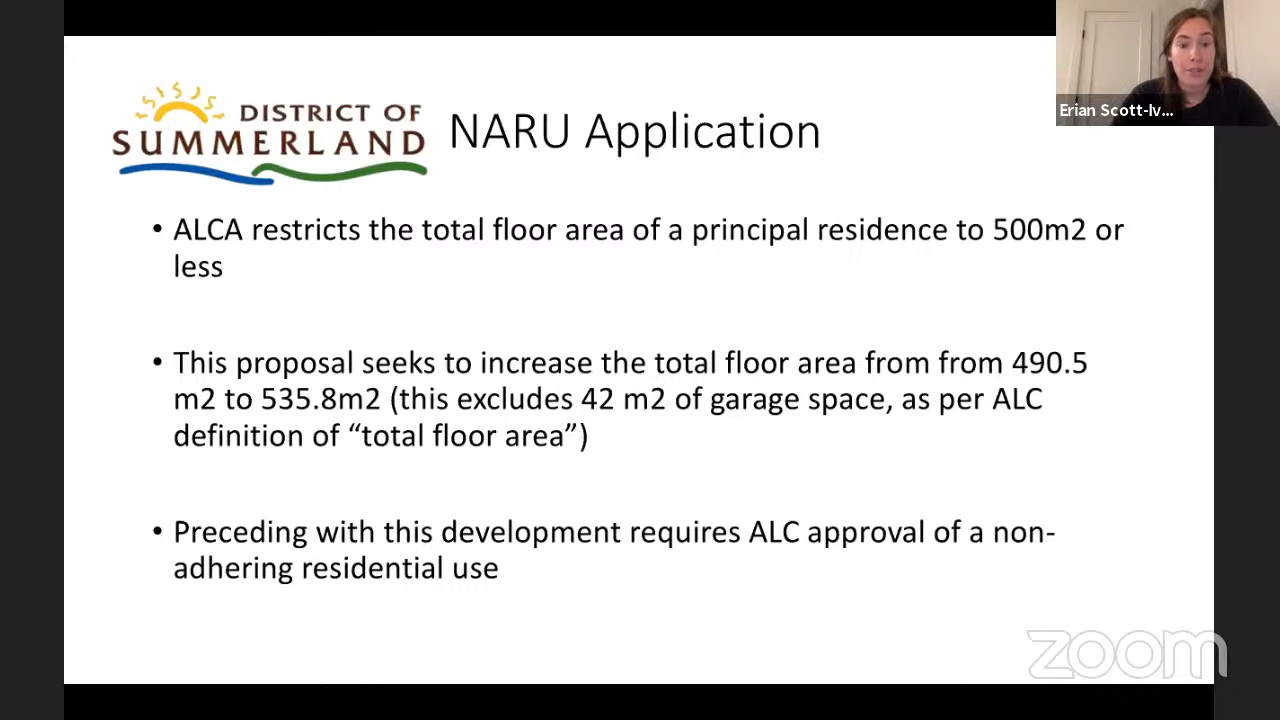 DISTRICT OF
SUMMERLAND
NARU Application
Erian Scott-Iv...
• ALCA restricts the total floor area of a principal residence to 500m2 or
less
• This proposal seeks to increase the total floor area from from 490.5
m2 to 535.8m2 (this excludes 42 m2 of garage space, as per ALC
definition of “total floor area”)
• Preceding with this development requires ALC approval of a non-
adhering residential use
zoom